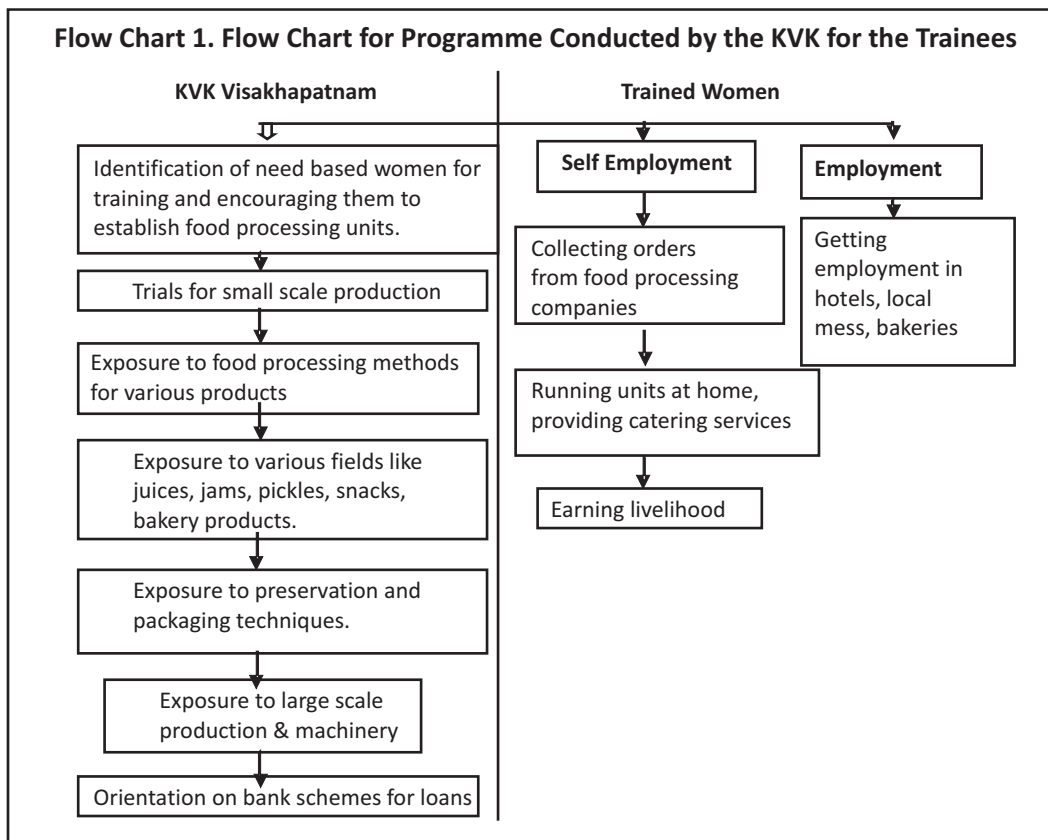 Flow Chart 1. Flow Chart for Programme Conducted by the KVK for the Trainees
KVK Visakhapatnam
Identification of need based women for
training and encouraging them to
establish food processing units.
Trials for small scale production
Exposure to food processing methods
for various products
Exposure to various fields like
juices, jams, pickles, snacks,
bakery products.
Exposure to preservation and
packaging techniques.
Exposure to large scale
production & machinery
Orientation on bank schemes for loans
Trained Women
Self Employment
Collecting orders
from food processing
companies
Running units at home,
providing catering services
Earning livelihood
Employment
Getting
employment in
hotels, local
mess, bakeries